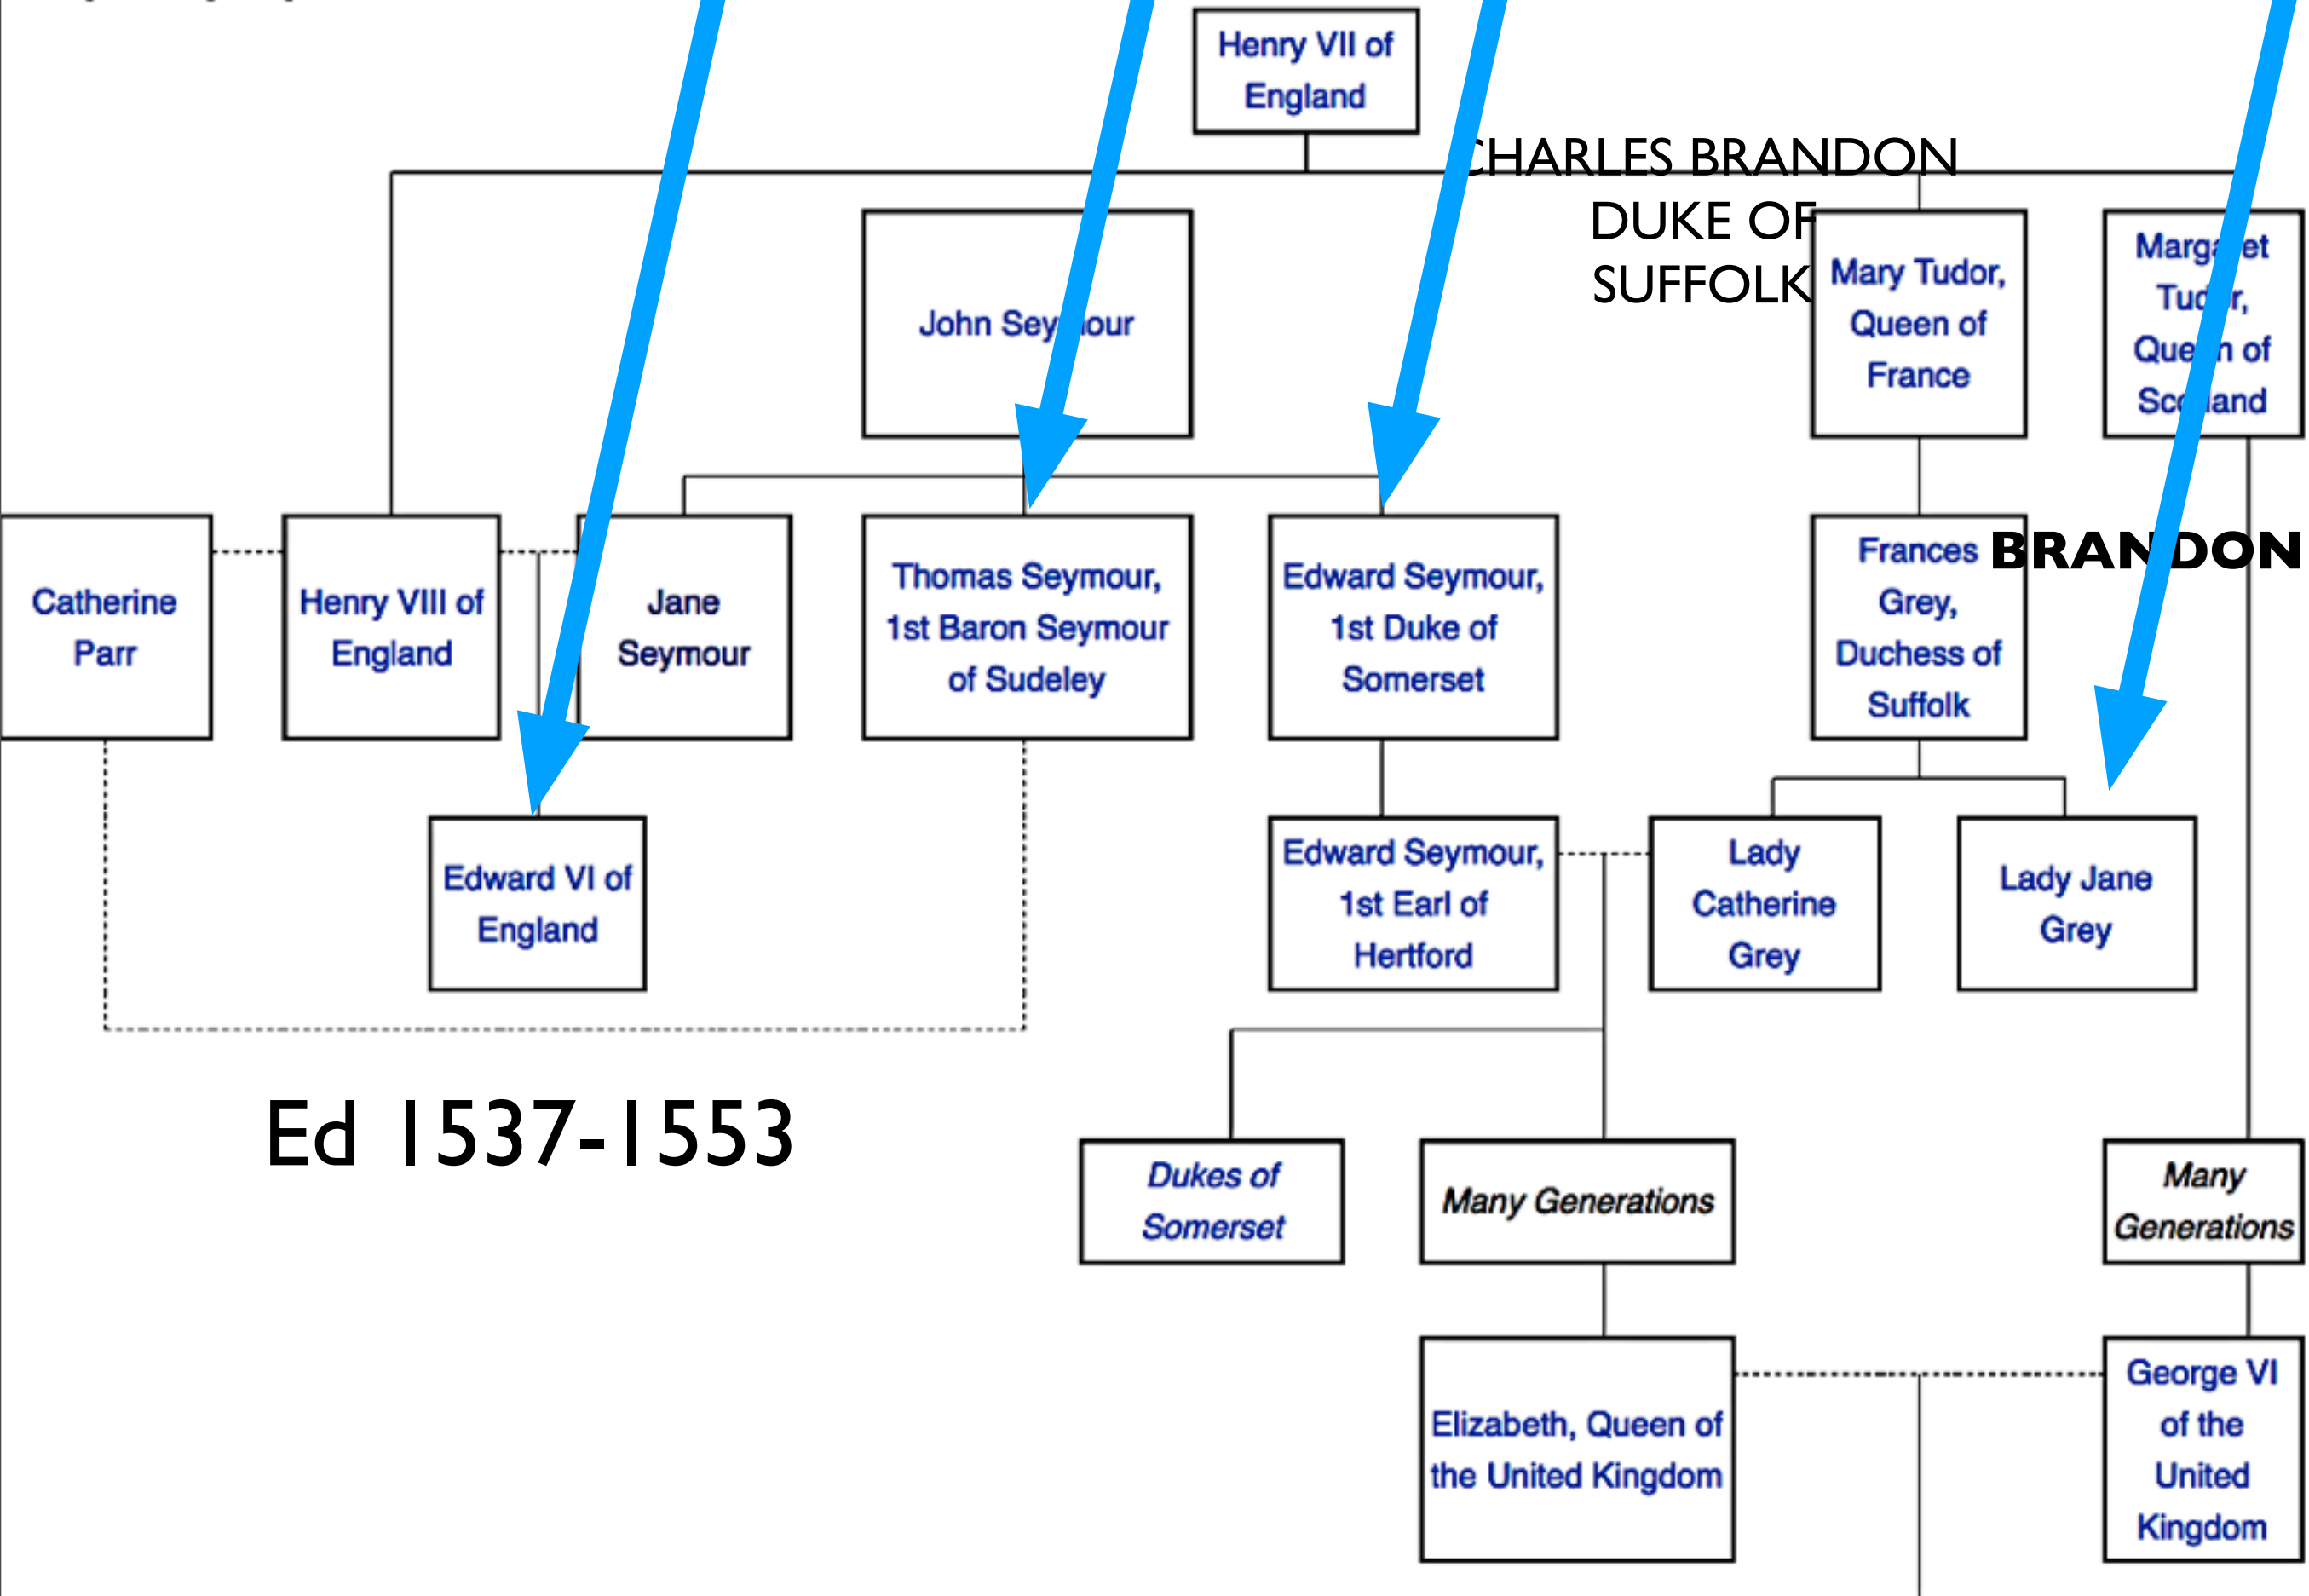 Henry VII of
England
CHARLES BRANDON
DUKE OF
SUFFOLK
John Seymour
Mary Tudor,
Queen of
France
Margaret
Tudor,
Queen of
Scotland
Catherine
Parr
Henry VIII of
England
Jane
Seymour
Thomas Seymour,
1st Baron Seymour
of Sudeley
Edward Seymour,
1st Duke of
Somerset
Frances
Grey,
Duchess of
Suffolk
BRANDON
Edward VI of
England
Edward Seymour,
1st Earl of
Hertford
Lady
Catherine
Grey
Lady Jane
Grey
Ed 1537-1553
Dukes of
Somerset
Many Generations
Many
Generations
Elizabeth, Queen of
the United Kingdom
George VI
of the
United
Kingdom